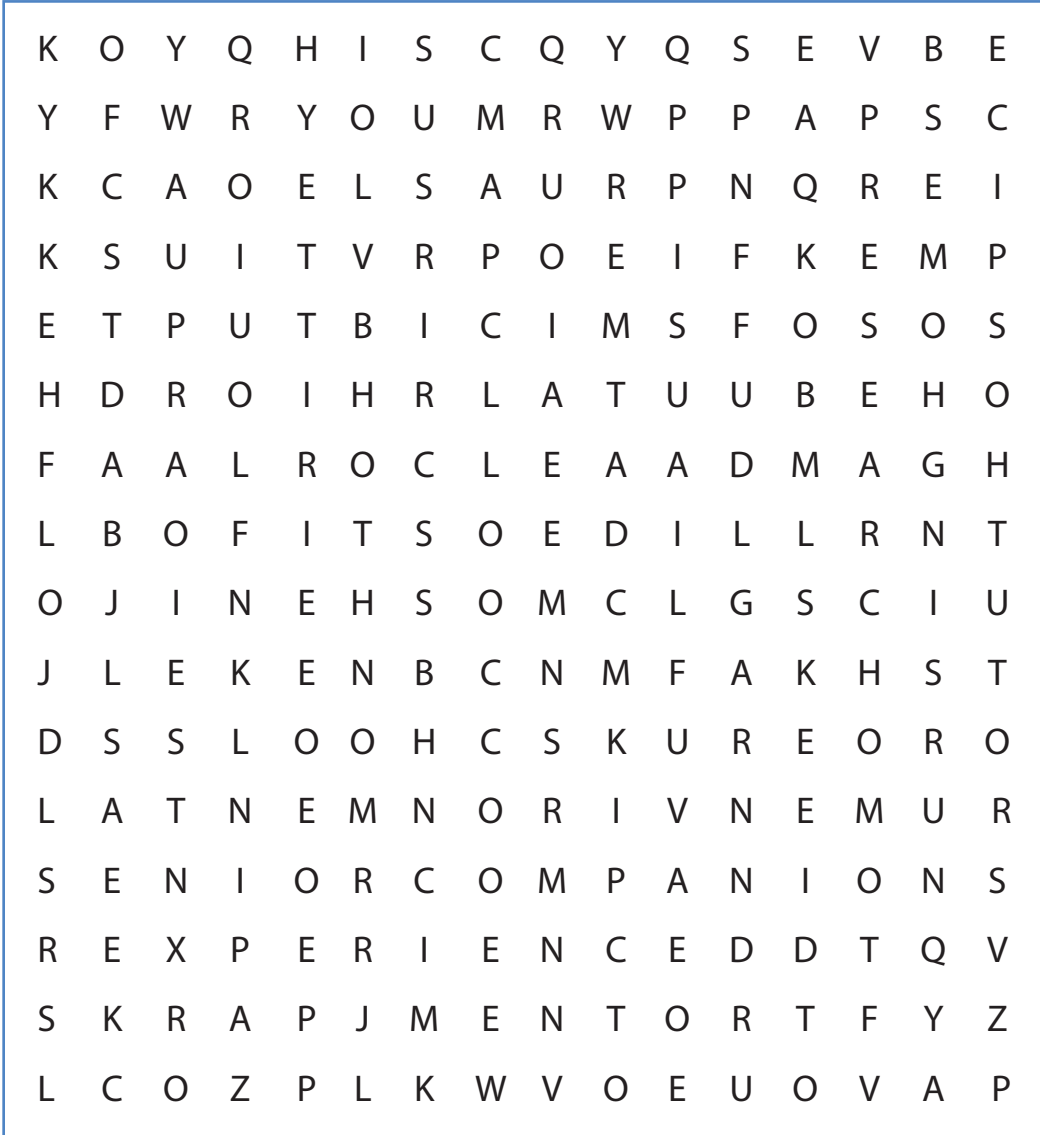 K O Y Q H I S C Q Y Q S E V B E
Y F W R Y O U M R W P P A P S C
K C A O E L S A U R P N Q R E I
K S U I T V R P O E I F K E M P
E T P U T B I C I M S F O S O S
H D R O I H R L A T U U B E H O
F A A L R O C L E A A D M A G H
L B O F I T S O E D I L L R N T
O J I N E H S O M C L G S C I U
J L E K E N B C N M F A K H S T
D S S L O O H C S K U R E O R O
L A T N E M N O R I V N E M U R
S E N I O R C O M P A N I O N S
R E X P E R I E N C E D D T Q V
S K R A P J M E N T O R T F Y Z
L C O Z P L K W V O E U O V A P